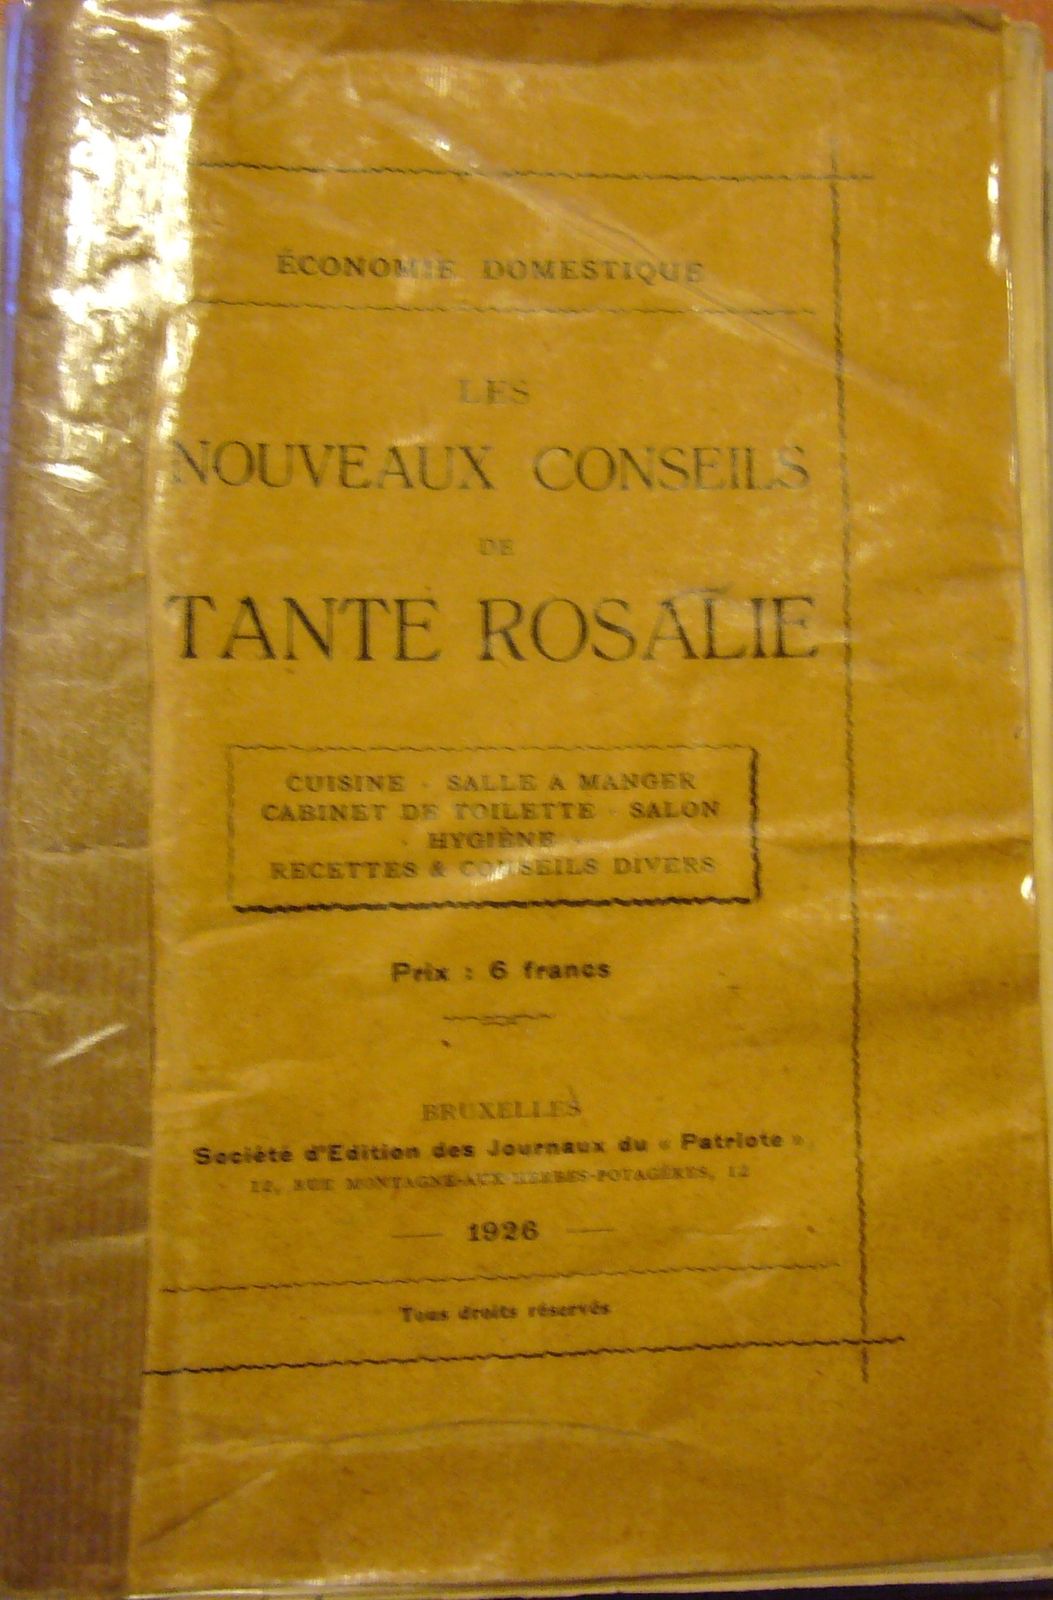 ÉCONOMIE DOMESTIQUE
LES
NOUVEAUX CONSEILS
DE
TANTE ROSALIE
CUISINE · SALLE A MANGER
CABINET DE TOILETTE · SALON
· HYGIÈNE ·
RECETTES & CONSEILS DIVERS
Prix : 6 francs
BRUXELLES
Société d'Edition des Journaux du « Patriote »
12, RUE MONTAGNE-AUX-HERBES-POTAGÈRES, 12
— 1926 —
Tous droits réservés